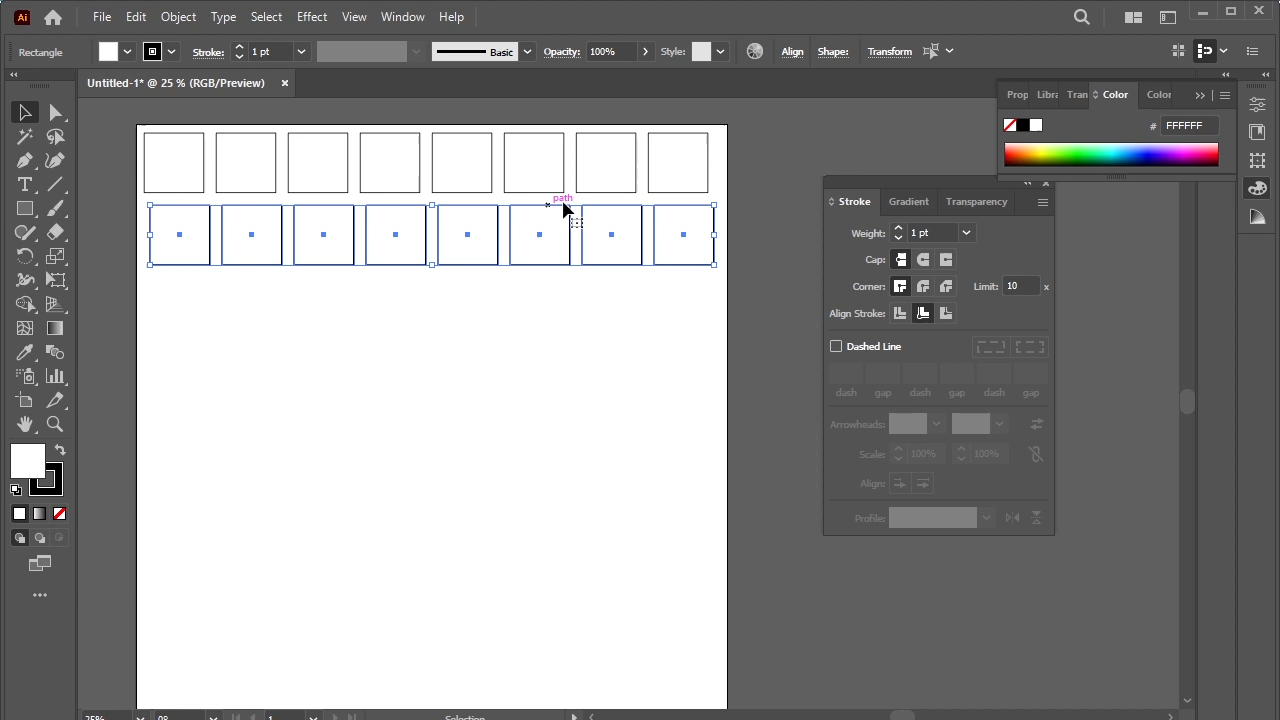 Ai File Edit Object Type Select Effect View Window Help
Rectangle Stroke: 1 pt Basic Opacity: 100% Style: Align Shape: Transform
Untitled-1* @ 25 % (RGB/Preview)
Prop Libra Tran Color Color
# FFFFFF
path
Stroke Gradient Transparency
Weight: 1 pt
Cap:
Corner: Limit: 10 x
Align Stroke:
Dashed Line
dash gap dash gap dash gap
Arrowheads:
Scale: 100% 100%
Align:
Profile:
25% 08 1 Selection